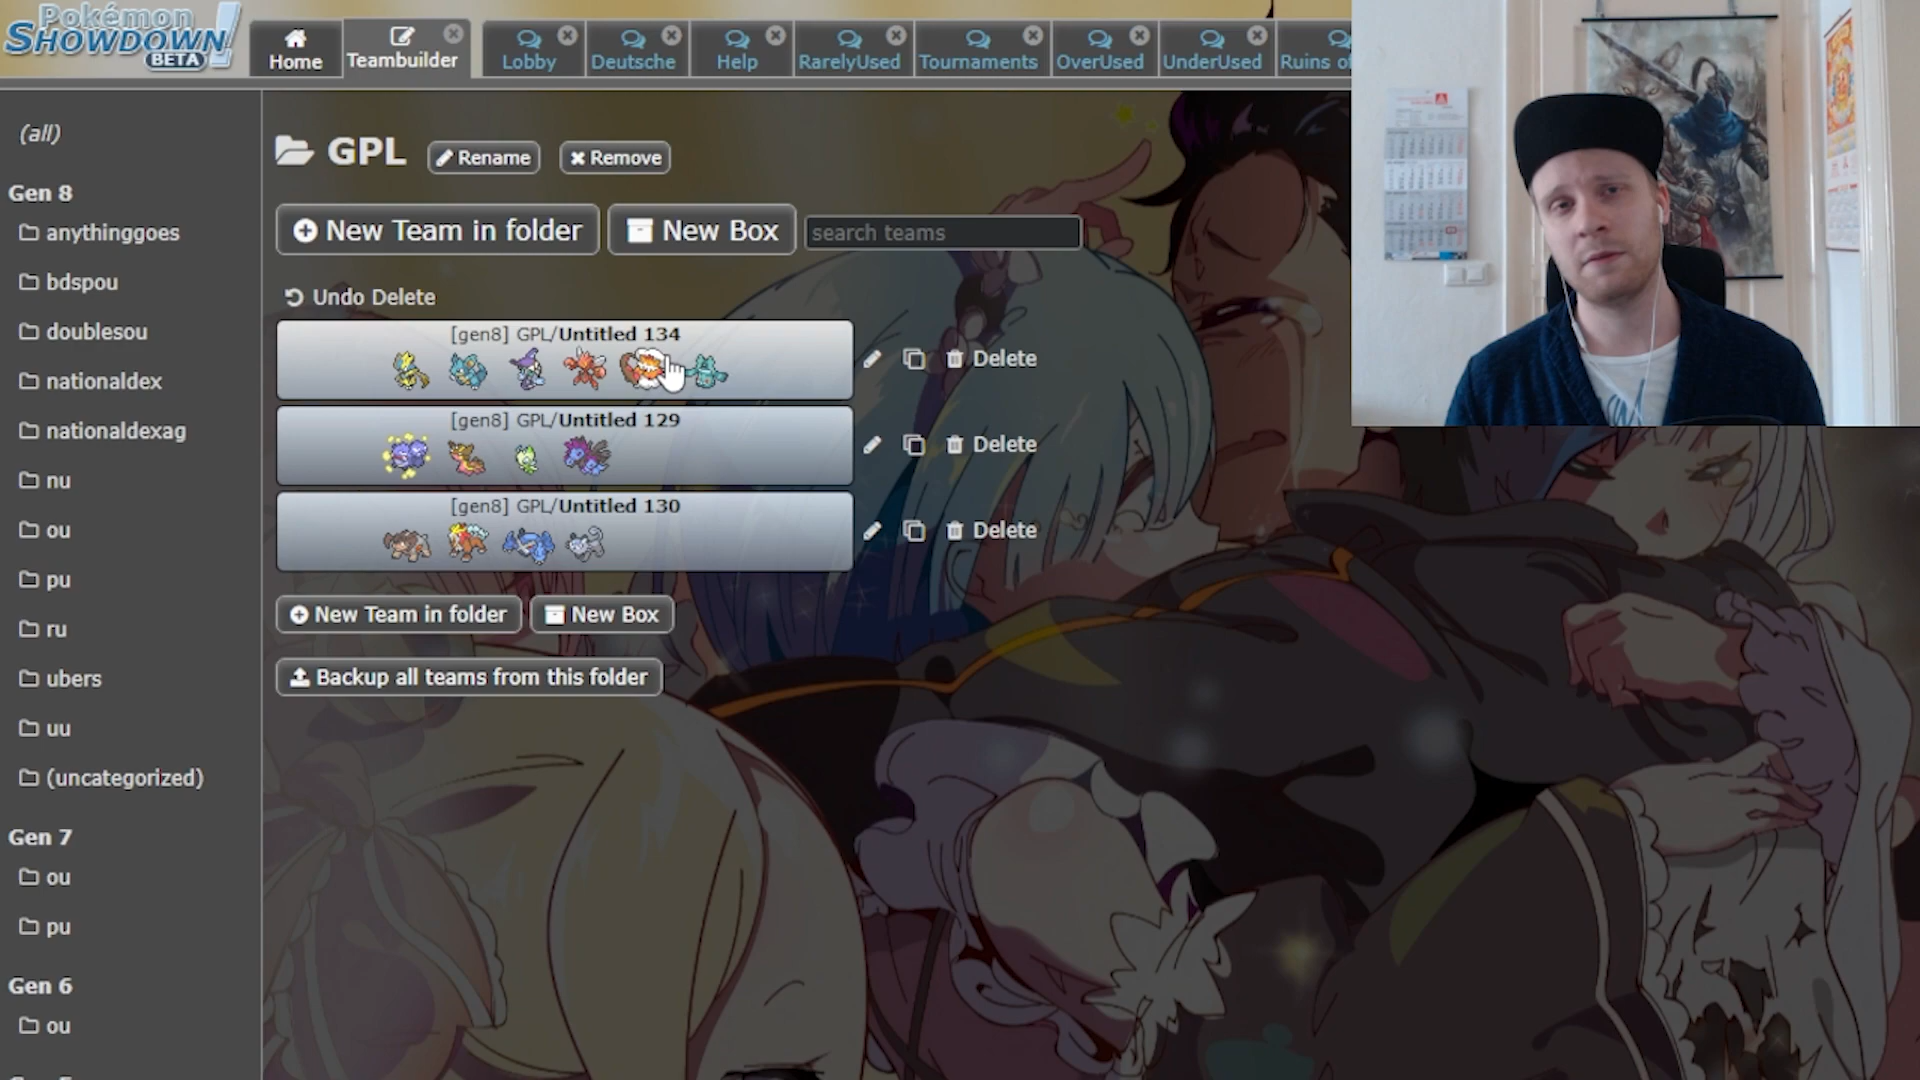 Pokémon
SHOWDOWN!
BETA
Home
Teambuilder
Lobby
Deutsche
Help
RarelyUsed
Tournaments
OverUsed
UnderUsed
Ruins of
(all)
Gen 8
anythinggoes
bdspou
doublesou
nationaldex
nationaldexag
nu
ou
pu
ru
ubers
uu
(uncategorized)
Gen 7
ou
pu
Gen 6
ou
GPL
Rename
Remove
New Team in folder
New Box
search teams
Undo Delete
[gen8] GPL/Untitled 134
Delete
[gen8] GPL/Untitled 129
Delete
[gen8] GPL/Untitled 130
Delete
New Team in folder
New Box
Backup all teams from this folder